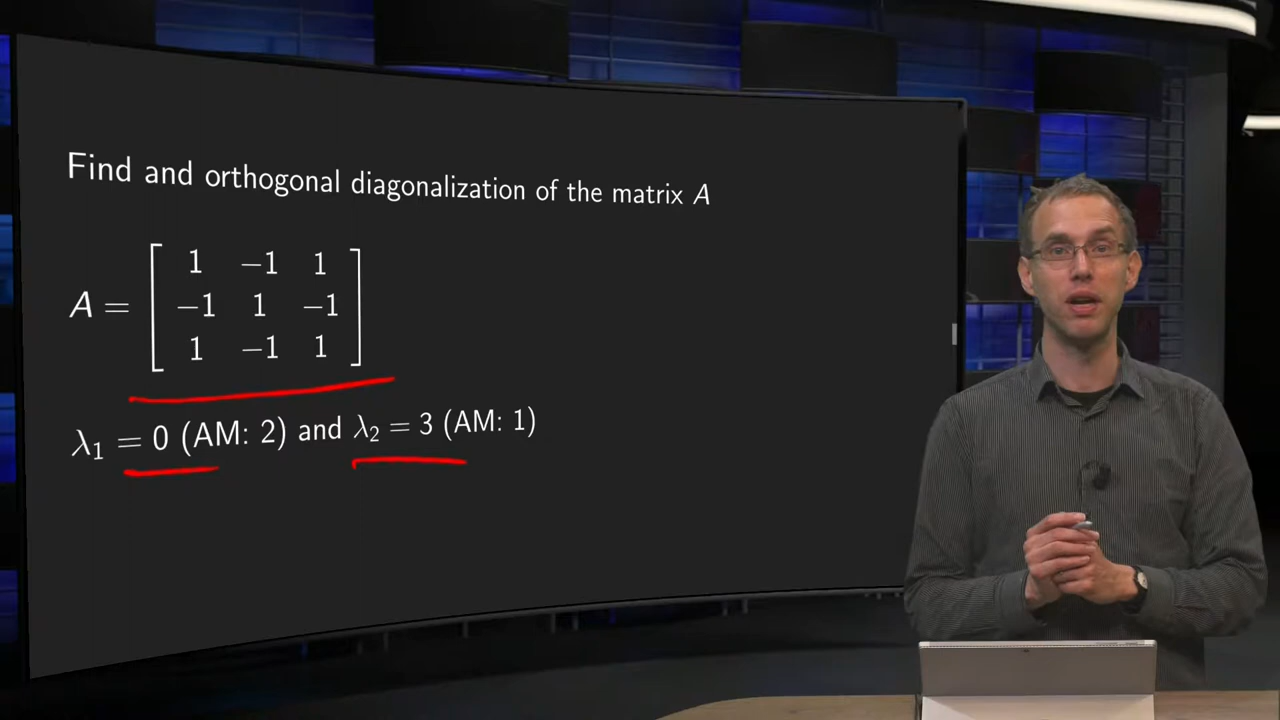 Find and orthogonal diagonalization of the matrix A
A = [ 1 −1 1
−1 1 −1
1 −1 1 ]
λ₁ = 0 (AM: 2) and λ₂ = 3 (AM: 1)